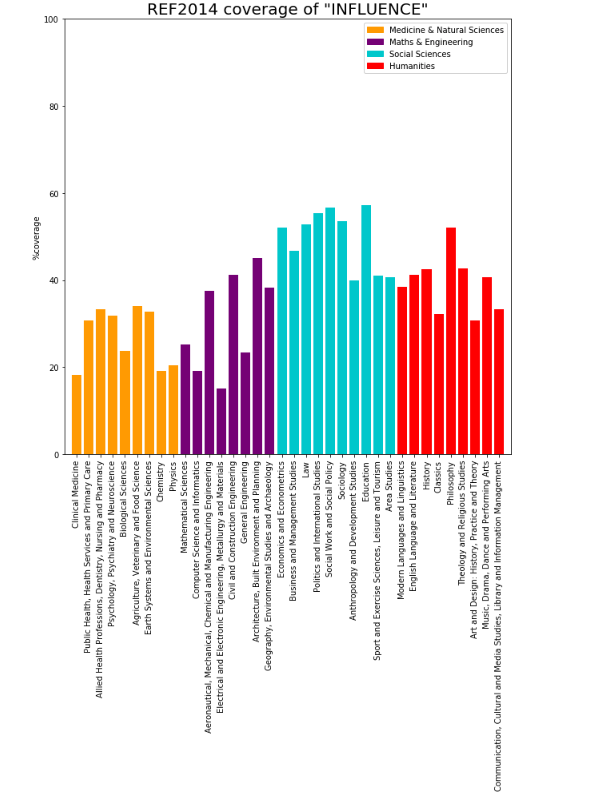 REF2014 coverage of "INFLUENCE"
Medicine & Natural Sciences
Maths & Engineering
Social Sciences
Humanities
%coverage
100
80
60
40
20
0
Clinical Medicine
Public Health, Health Services and Primary Care
Allied Health Professions, Dentistry, Nursing and Pharmacy
Psychology, Psychiatry and Neuroscience
Biological Sciences
Agriculture, Veterinary and Food Science
Earth Systems and Environmental Sciences
Chemistry
Physics
Mathematical Sciences
Computer Science and Informatics
Aeronautical, Mechanical, Chemical and Manufacturing Engineering
Electrical and Electronic Engineering, Metallurgy and Materials
Civil and Construction Engineering
General Engineering
Architecture, Built Environment and Planning
Geography, Environmental Studies and Archaeology
Economics and Econometrics
Business and Management Studies
Law
Politics and International Studies
Social Work and Social Policy
Sociology
Anthropology and Development Studies
Education
Sport and Exercise Sciences, Leisure and Tourism
Area Studies
Modern Languages and Linguistics
English Language and Literature
History
Classics
Philosophy
Theology and Religious Studies
Art and Design: History, Practice and Theory
Music, Drama, Dance and Performing Arts
Communication, Cultural and Media Studies, Library and Information Management